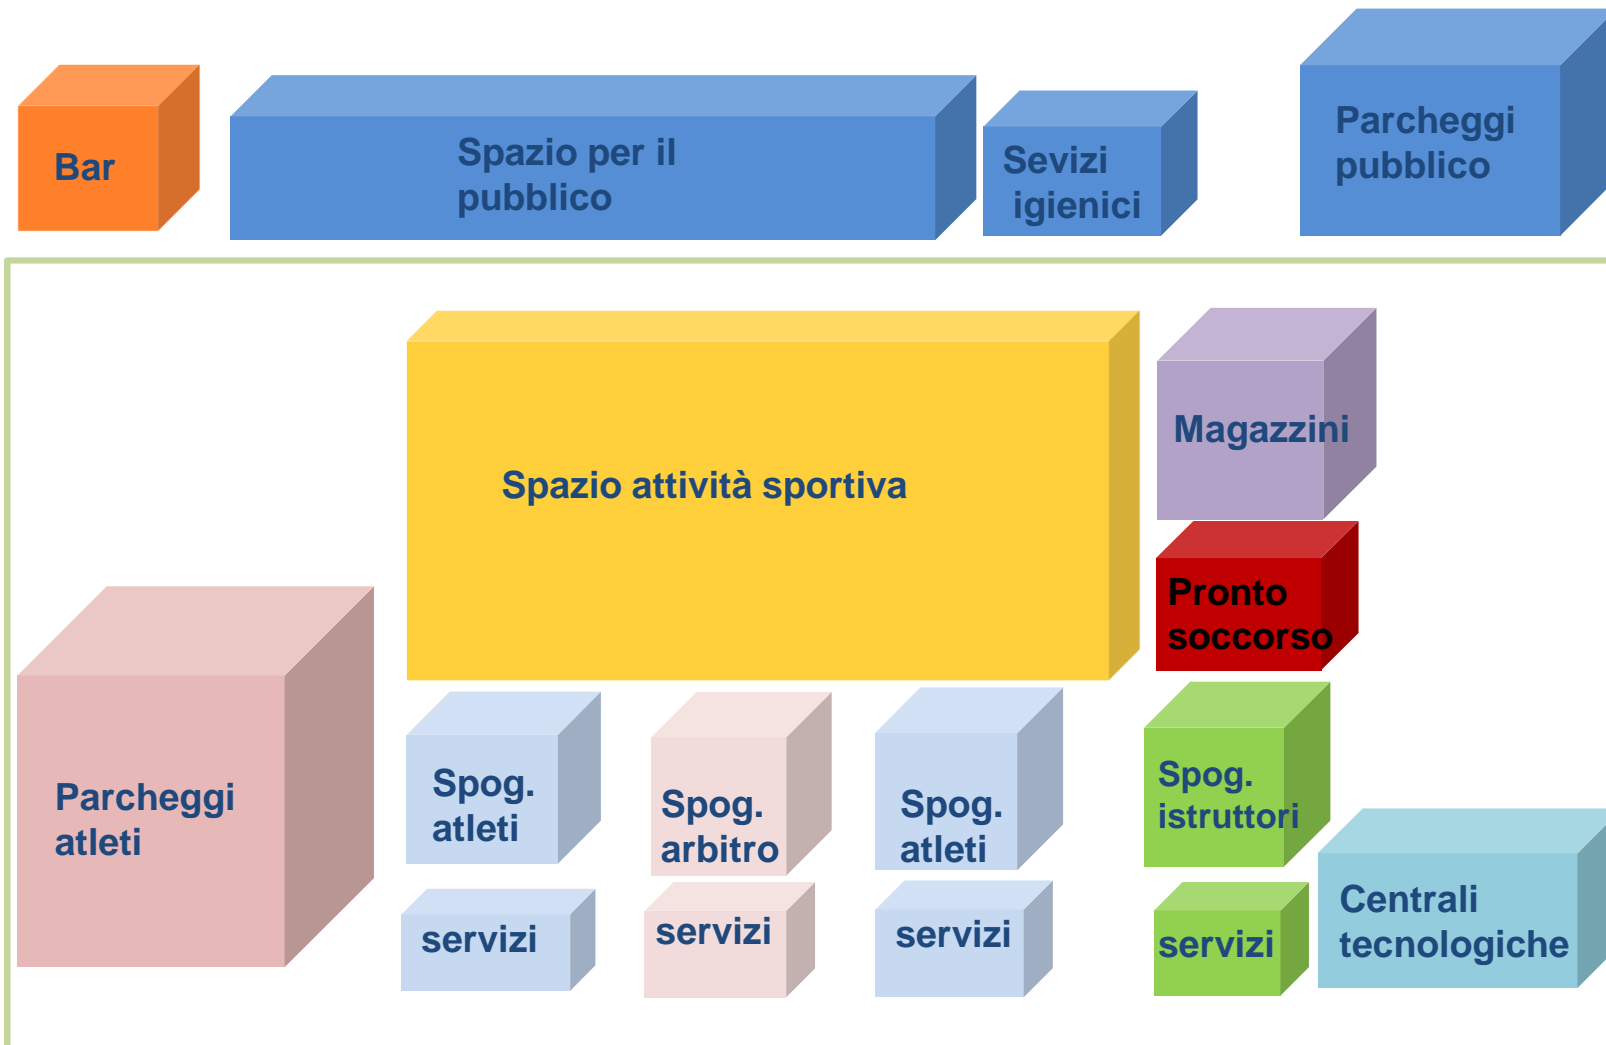 Bar
Spazio per il
pubblico
Sevizi
igienici
Parcheggi
pubblico
Spazio attività sportiva
Magazzini
Pronto
soccorso
Parcheggi
atleti
Spog.
atleti
Spog.
arbitro
Spog.
atleti
Spog.
istruttori
servizi
servizi
servizi
servizi
Centrali
tecnologiche